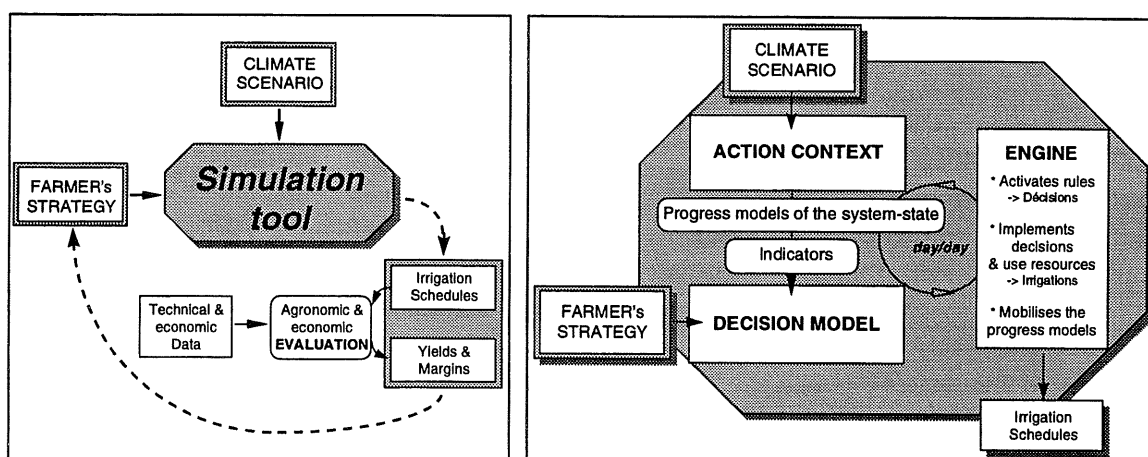 CLIMATE
SCENARIO
Simulation
tool
FARMER's
STRATEGY
Irrigation
Schedules
Technical &
economic
Data
Agronomic &
economic
EVALUATION
Yields &
Margins
CLIMATE
SCENARIO
ACTION CONTEXT
Progress models of the system-state
day/day
Indicators
FARMER's
STRATEGY
DECISION MODEL
ENGINE
* Activates rules
-> Décisions
* Implements
decisions
& use resources
-> Irrigations
* Mobilises the
progress models
Irrigation
Schedules